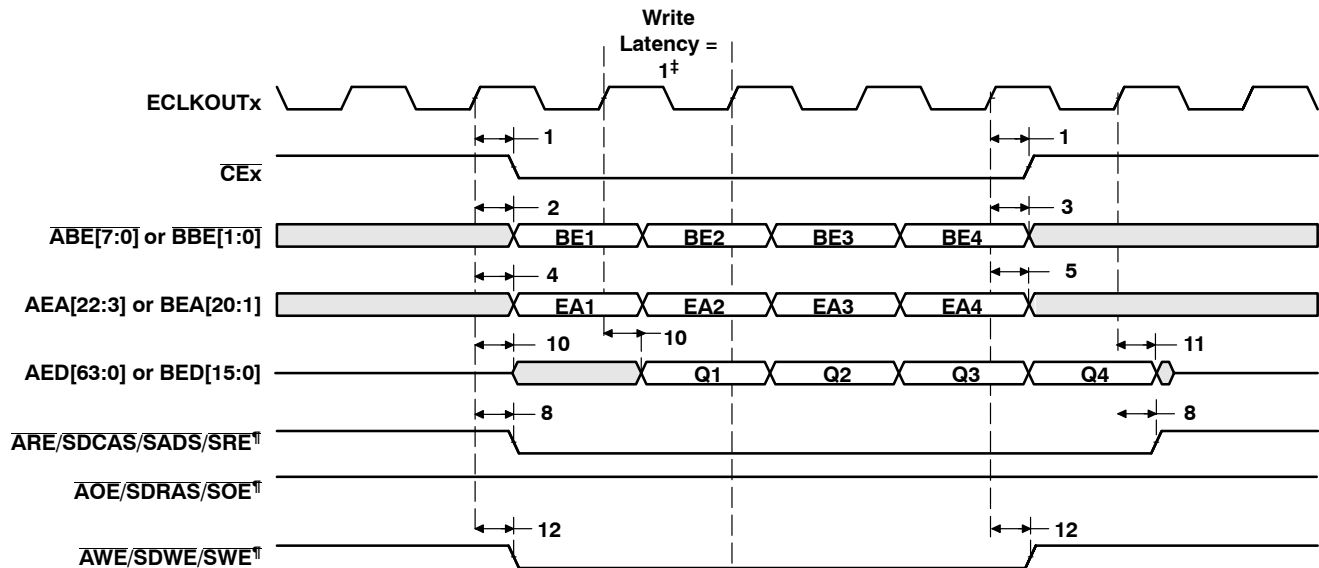 Write
Latency =
1‡
ECLKOUTx
1 1
CEx
2 3
ABE[7:0] or BBE[1:0] BE1 BE2 BE3 BE4
4 5
AEA[22:3] or BEA[20:1] EA1 EA2 EA3 EA4
10 10 11
AED[63:0] or BED[15:0] Q1 Q2 Q3 Q4
8 8
ARE/SDCAS/SADS/SRE¶
AOE/SDRAS/SOE¶
12 12
AWE/SDWE/SWE¶